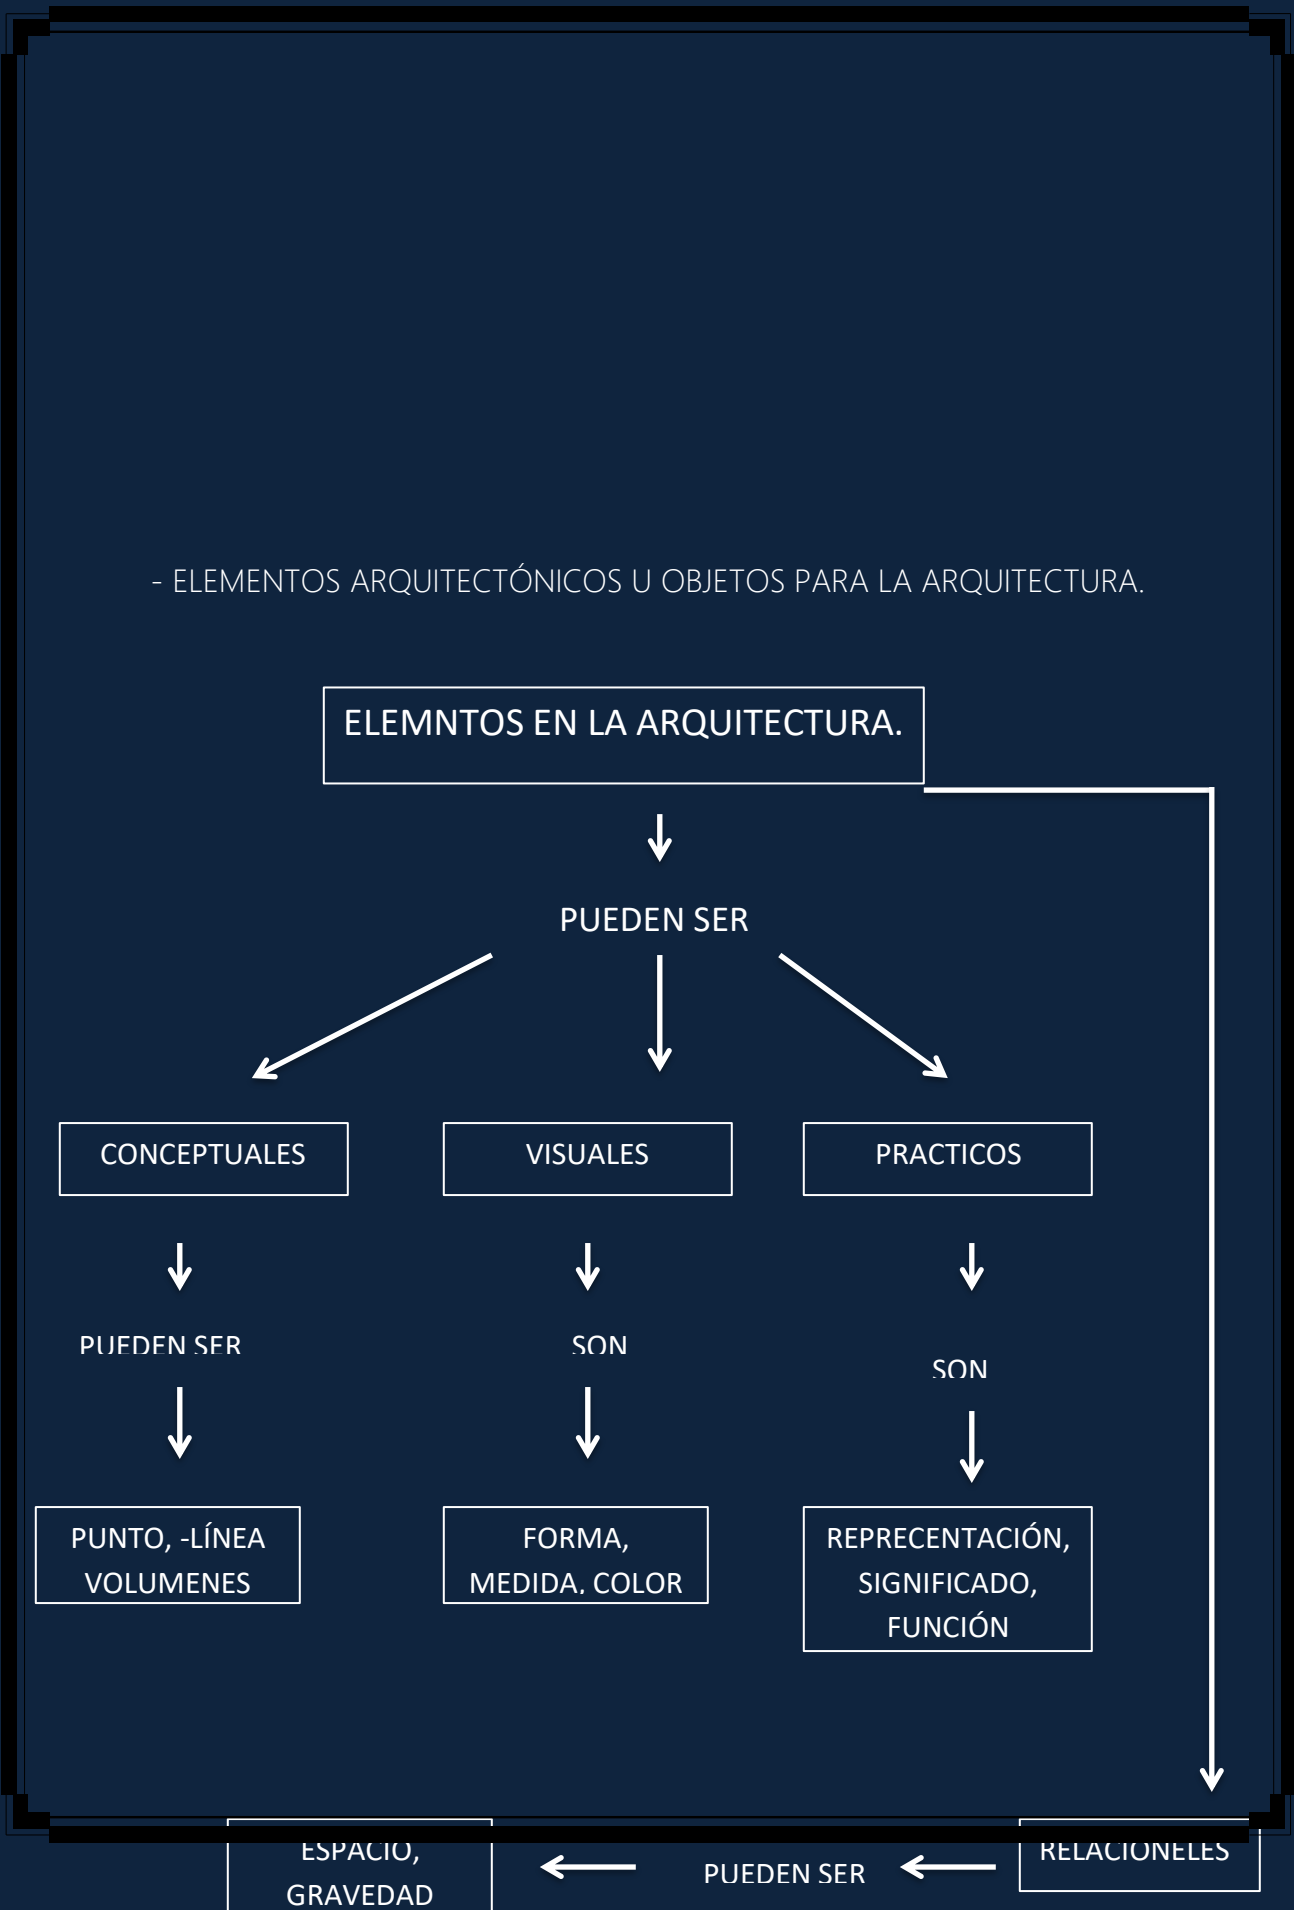 - ELEMENTOS ARQUITECTÓNICOS U OBJETOS PARA LA ARQUITECTURA.
ELEMNTOS EN LA ARQUITECTURA.
PUEDEN SER
CONCEPTUALES
VISUALES
PRACTICOS
PUEDEN SER
SON
SON
PUNTO, -LÍNEA
VOLUMENES
FORMA,
MEDIDA, COLOR
REPRECENTACIÓN,
SIGNIFICADO,
FUNCIÓN
ESPACIO,
GRAVEDAD
PUEDEN SER
RELACIONELES